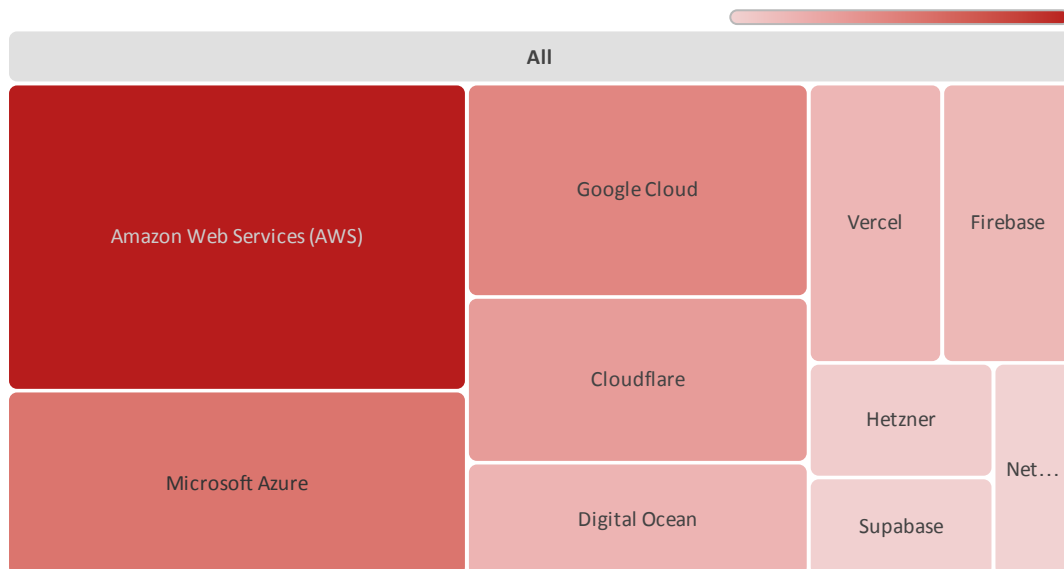 All
Amazon Web Services (AWS)
Microsoft Azure
Google Cloud
Cloudflare
Digital Ocean
Vercel
Firebase
Hetzner
Supabase
Net…